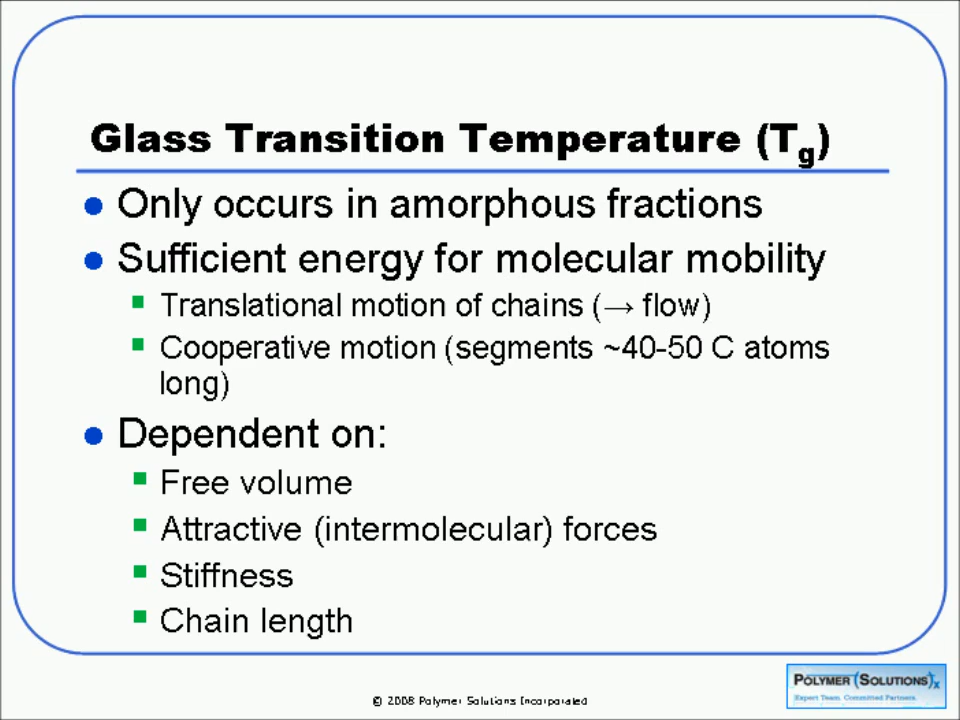 Glass Transition Temperature (Tg)
● Only occurs in amorphous fractions
● Sufficient energy for molecular mobility
▪ Translational motion of chains (→ flow)
▪ Cooperative motion (segments ~40-50 C atoms
long)
● Dependent on:
▪ Free volume
▪ Attractive (intermolecular) forces
▪ Stiffness
▪ Chain length
POLYMER (SOLUTIONS)x
Expert Team. Committed Partners.
© 2008 Polymer Solutions Incorporated